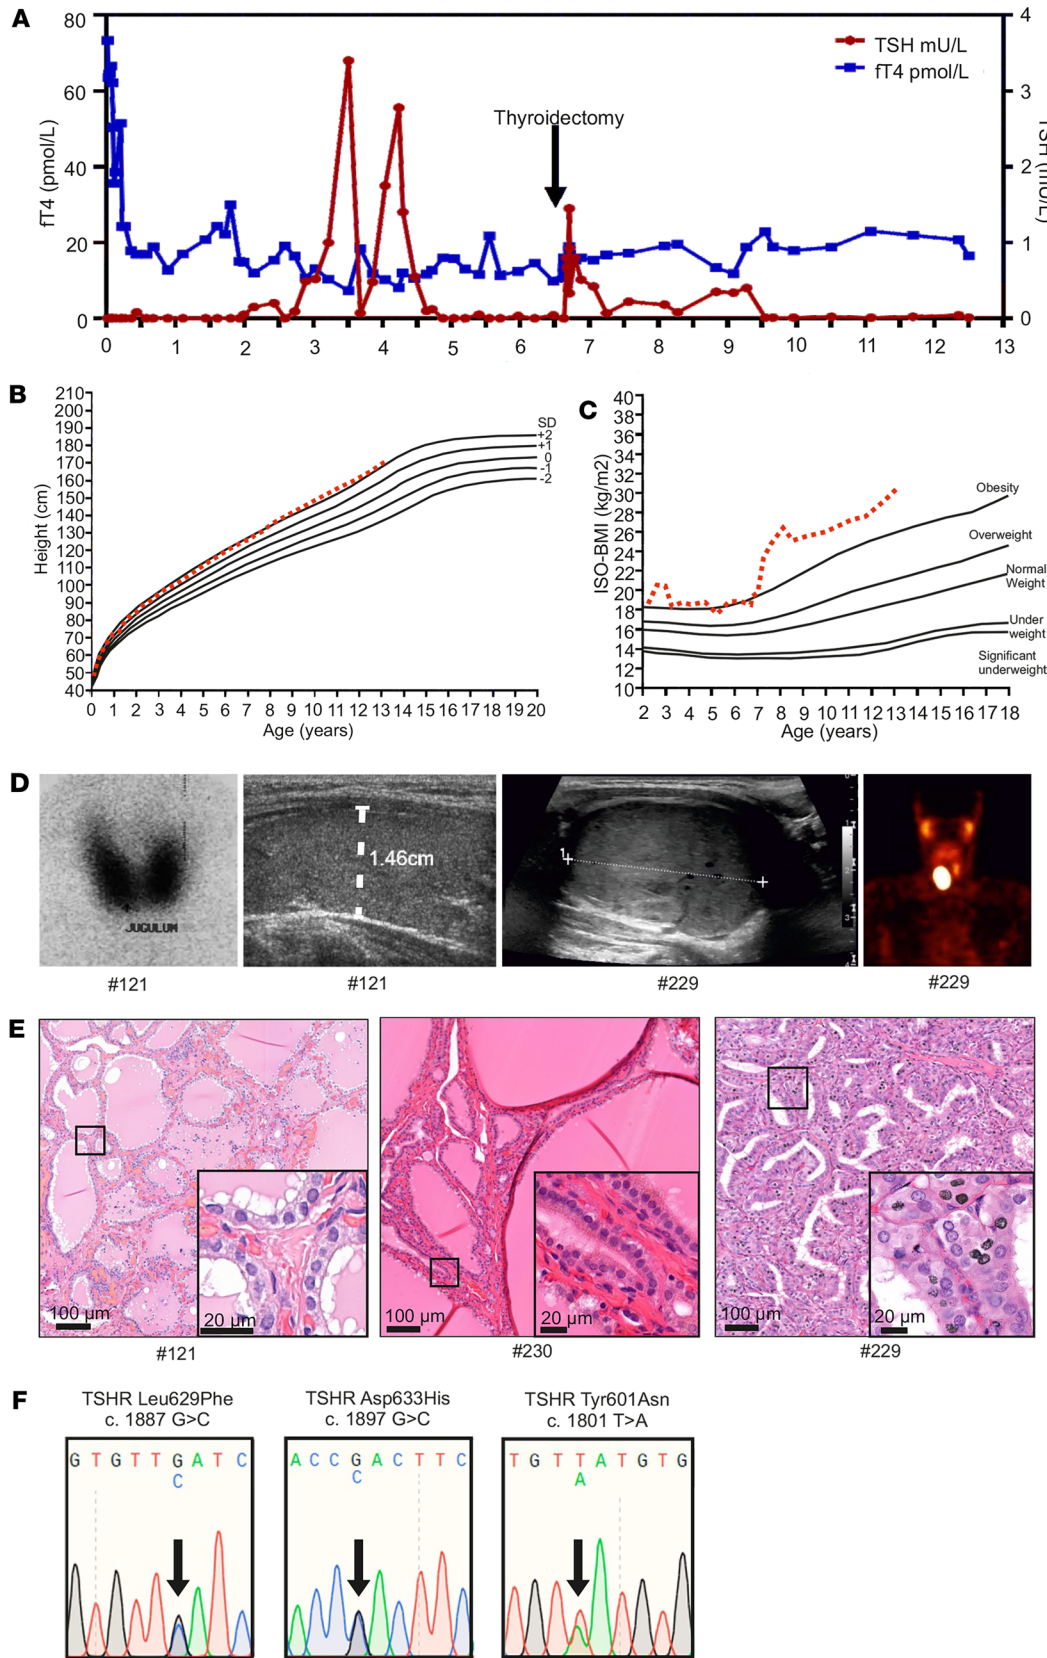 A
80
60
40
20
0
fT4 (pmol/L)
4
3
2
1
0
TSH (mU/L)
TSH mU/L
fT4 pmol/L
Thyroidectomy
0 1 2 3 4 5 6 7 8 9 10 11 12 13
B
210
200
190
180
170
160
150
140
130
120
110
100
90
80
70
60
50
40
Height (cm)
SD
+2
+1
0
-1
-2
0 1 2 3 4 5 6 7 8 9 10 11 12 13 14 15 16 17 18 19 20
Age (years)
C
40
38
36
34
32
30
28
26
24
22
20
18
16
14
12
10
ISO-BMI (kg/m2)
Obesity
Overweight
Normal
Weight
Under
weight
Significant
underweight
2 3 4 5 6 7 8 9 10 11 12 13 14 15 16 17 18
Age (years)
D
JUGULUM
1.46cm
1
1
2
3
#121
#121
#229
#229
E
100 µm
20 µm
100 µm
20 µm
100 µm
20 µm
#121
#230
#229
F
TSHR Leu629Phe
c. 1887 G>C
G T G T T G A T C
C
TSHR Asp633His
c. 1897 G>C
A C C G A C T T C
C
TSHR Tyr601Asn
c. 1801 T>A
T G T T A T G T G
A